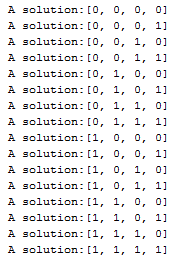 A solution:[0, 0, 0, 0]
A solution:[0, 0, 0, 1]
A solution:[0, 0, 1, 0]
A solution:[0, 0, 1, 1]
A solution:[0, 1, 0, 0]
A solution:[0, 1, 0, 1]
A solution:[0, 1, 1, 0]
A solution:[0, 1, 1, 1]
A solution:[1, 0, 0, 0]
A solution:[1, 0, 0, 1]
A solution:[1, 0, 1, 0]
A solution:[1, 0, 1, 1]
A solution:[1, 1, 0, 0]
A solution:[1, 1, 0, 1]
A solution:[1, 1, 1, 0]
A solution:[1, 1, 1, 1]